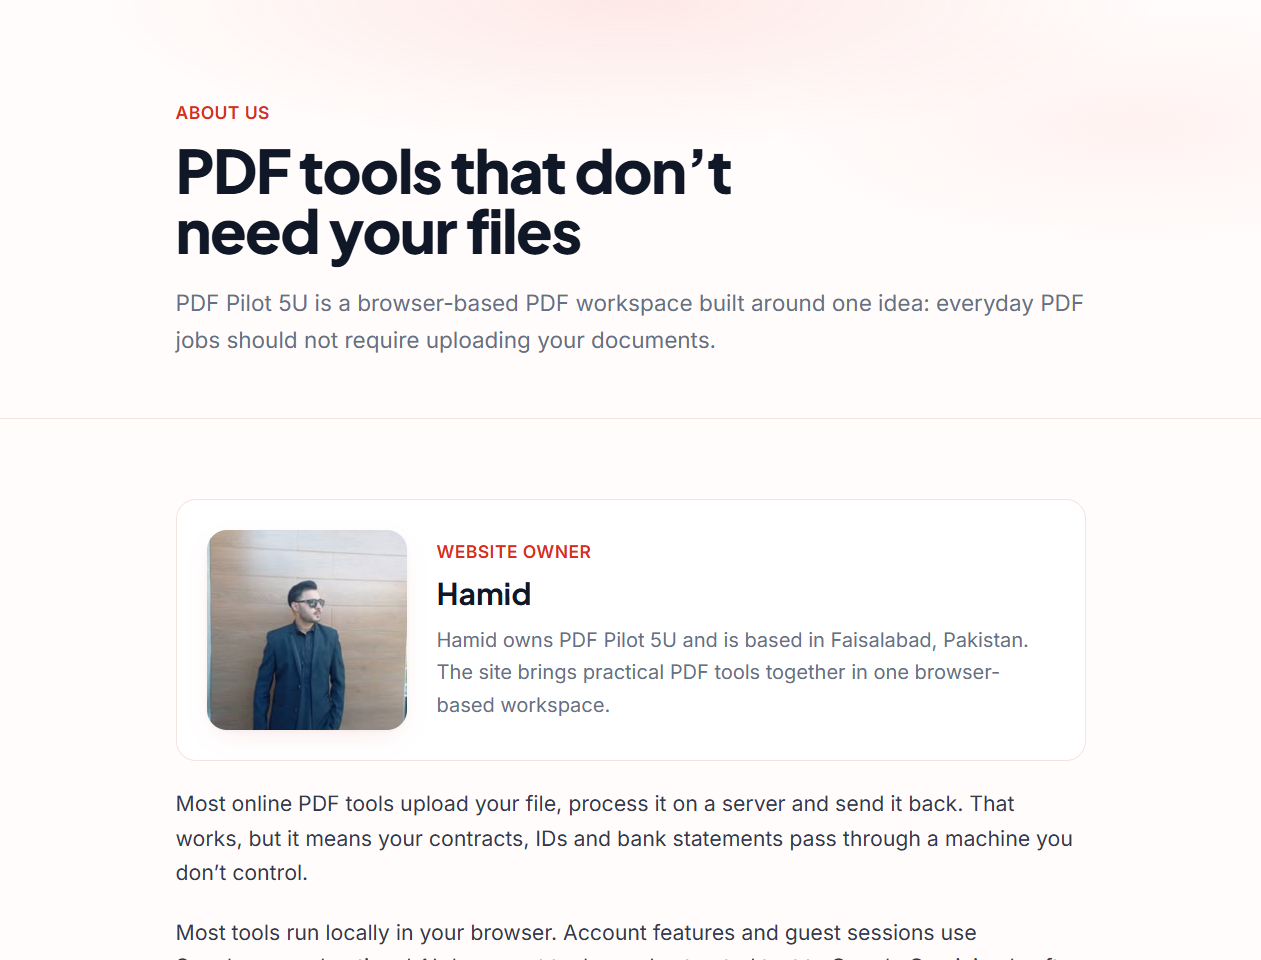 ABOUT US
PDF tools that don’t
need your files
PDF Pilot 5U is a browser-based PDF workspace built around one idea: everyday PDF
jobs should not require uploading your documents.
WEBSITE OWNER
Hamid
Hamid owns PDF Pilot 5U and is based in Faisalabad, Pakistan.
The site brings practical PDF tools together in one browser-
based workspace.
Most online PDF tools upload your file, process it on a server and send it back. That
works, but it means your contracts, IDs and bank statements pass through a machine you
don’t control.
Most tools run locally in your browser. Account features and guest sessions use